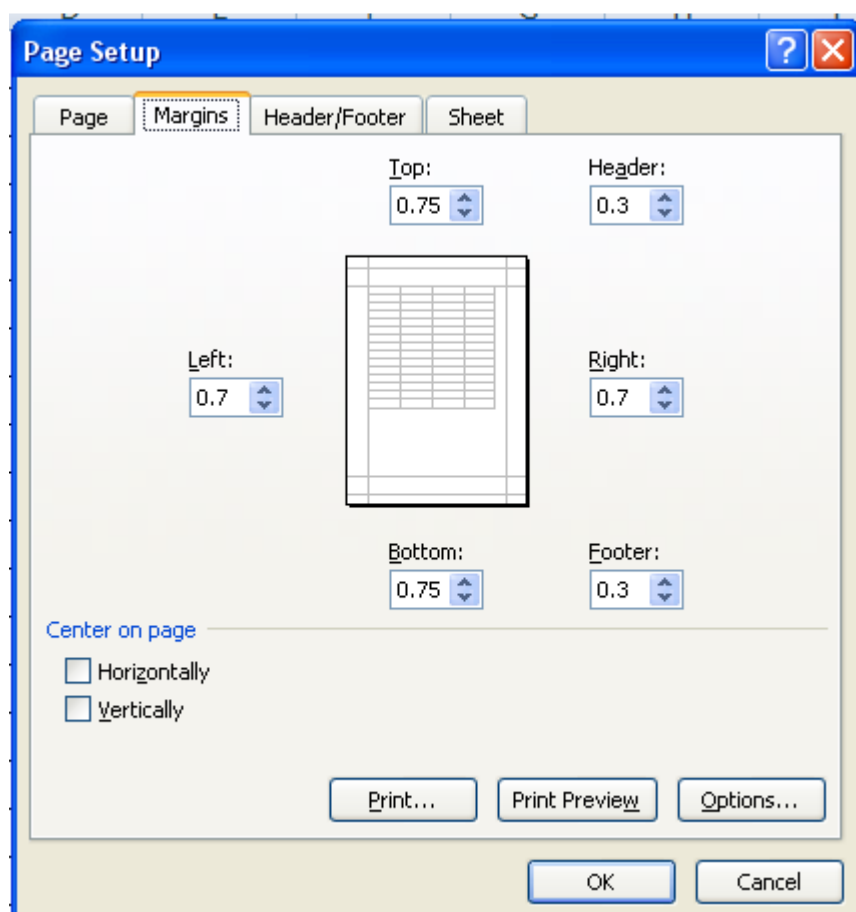 Page Setup
Page Margins Header/Footer Sheet
Top: Header:
0.75 0.3
Left: Right:
0.7 0.7
Bottom: Footer:
0.75 0.3
Center on page
Horizontally
Vertically
Print... Print Preview Options...
OK Cancel